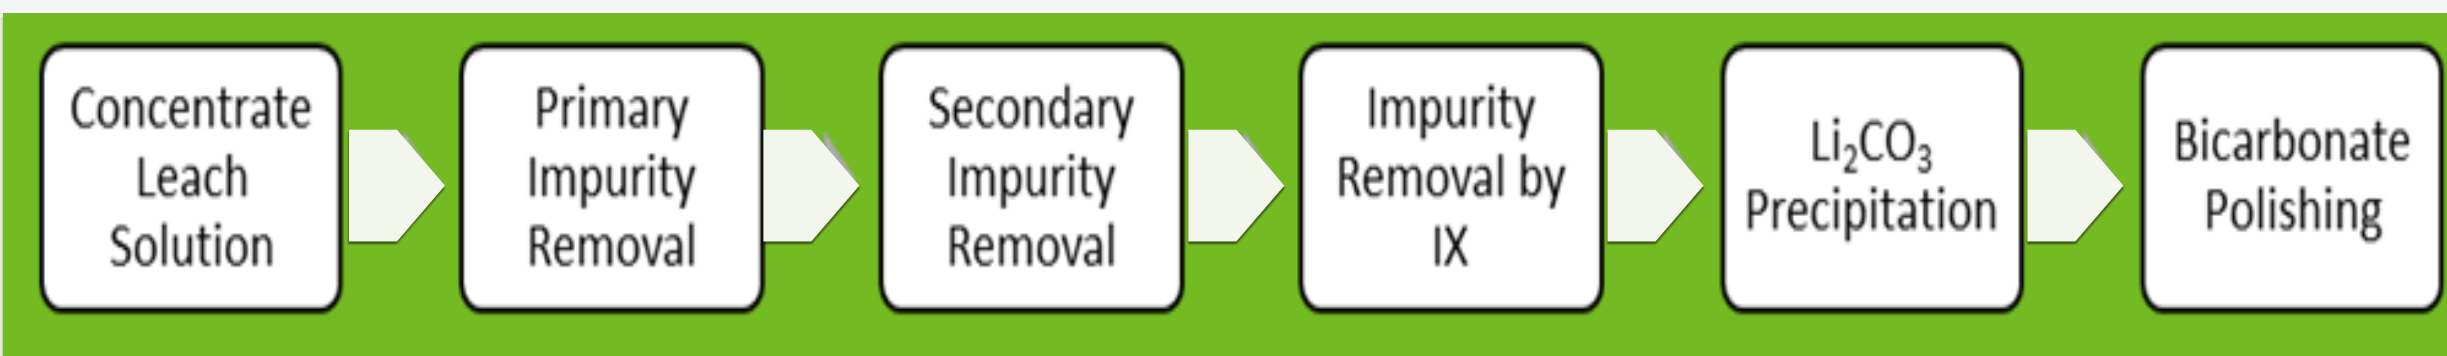 Concentrate
Leach
Solution
Primary
Impurity
Removal
Secondary
Impurity
Removal
Impurity
Removal by
IX
Li₂CO₃
Precipitation
Bicarbonate
Polishing